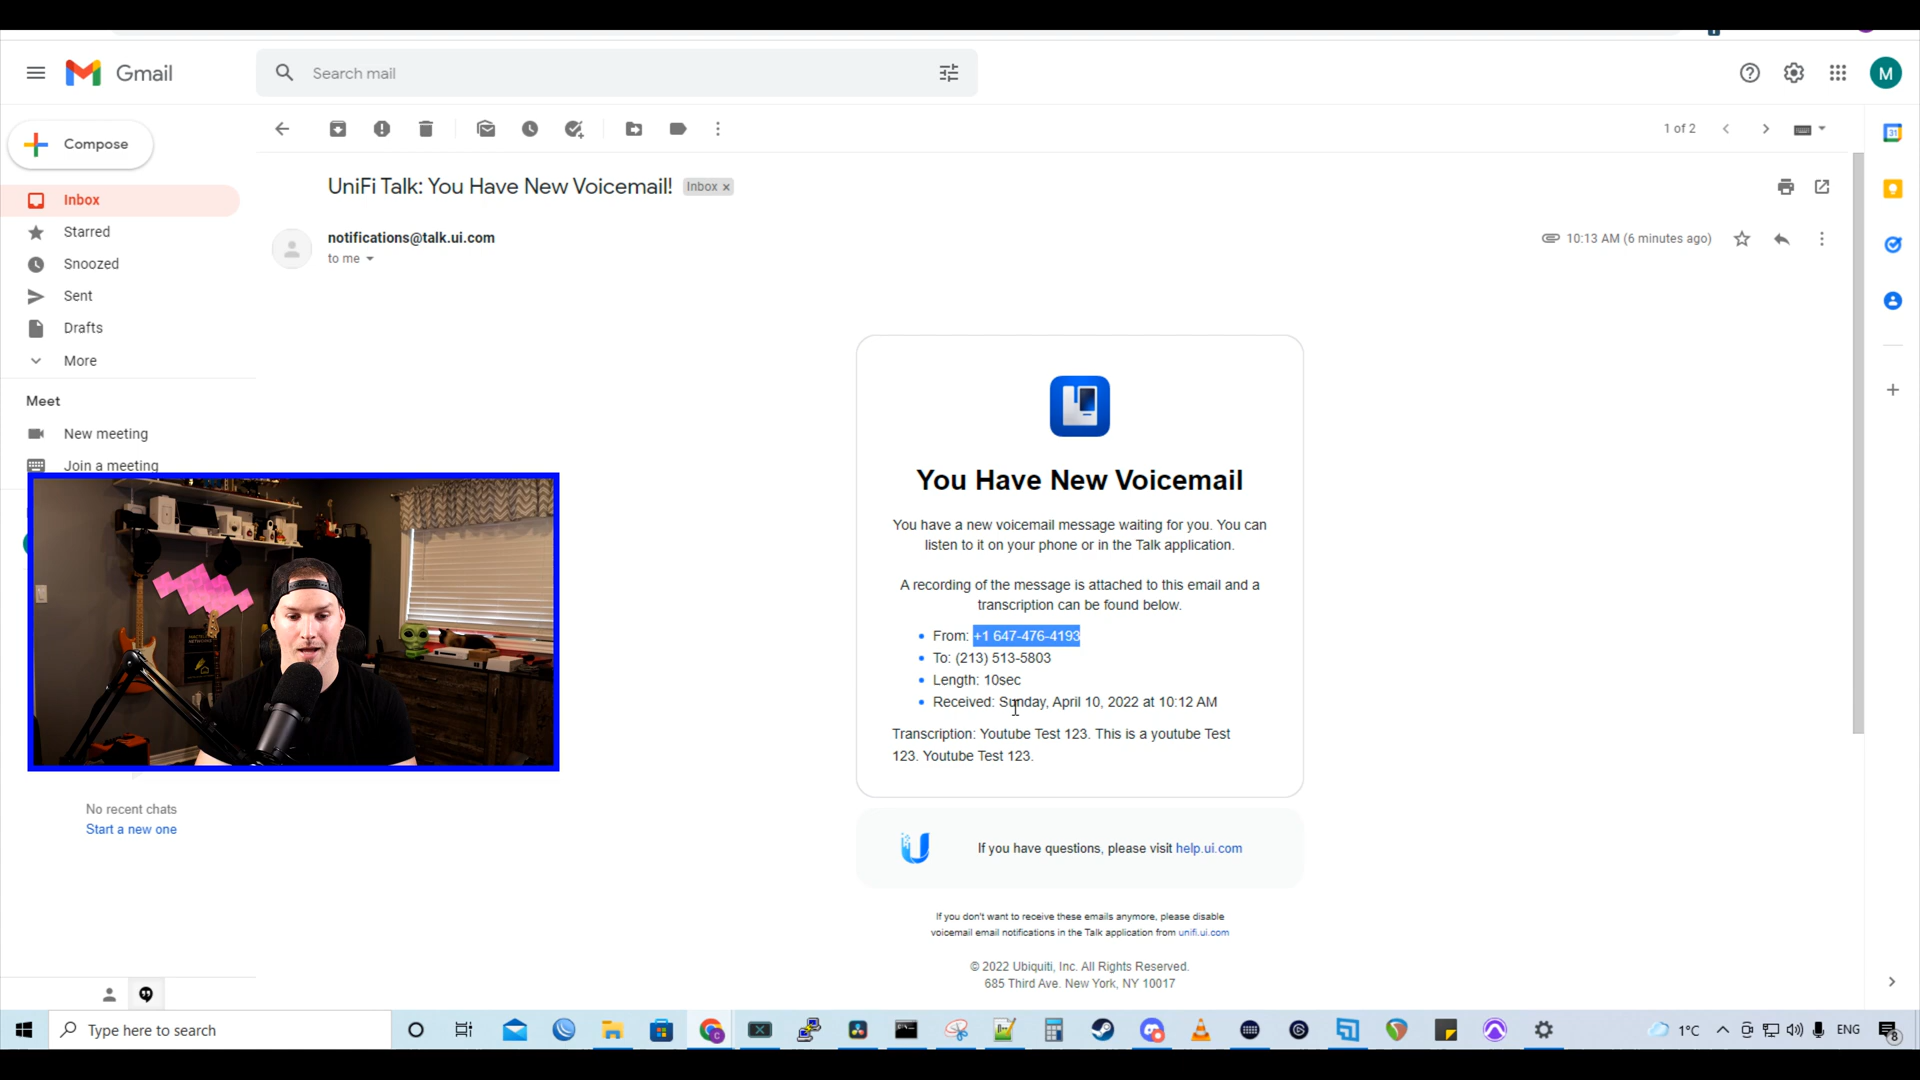 Gmail
Search mail
M
Compose
1 of 2
31
Inbox
Starred
Snoozed
Sent
Drafts
More
Meet
New meeting
Join a meeting
UniFi Talk: You Have New Voicemail!
Inbox x
notifications@talk.ui.com
10:13 AM (6 minutes ago)
to me
You Have New Voicemail
You have a new voicemail message waiting for you. You can
listen to it on your phone or in the Talk application.
A recording of the message is attached to this email and a
transcription can be found below.
• From: +1 647-476-4193
• To: (213) 513-5803
• Length: 10sec
• Received: Sunday, April 10, 2022 at 10:12 AM
Transcription: Youtube Test 123. This is a youtube Test
123. Youtube Test 123.
No recent chats
Start a new one
If you have questions, please visit help.ui.com
If you don't want to receive these emails anymore, please disable
voicemail email notifications in the Talk application from unifi.ui.com
© 2022 Ubiquiti, Inc. All Rights Reserved.
685 Third Ave. New York, NY 10017
Type here to search
1°C
ENG
8